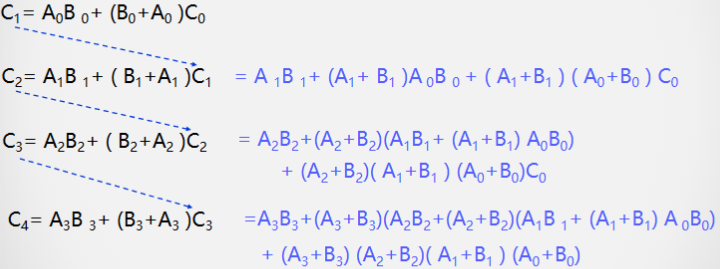 C₁= A₀B ₀+ (B₀+A₀ )C₀
C₂= A₁B ₁+ ( B₁+A₁ )C₁ = A ₁B ₁+ (A₁+ B₁ )A ₀B ₀ + ( A₁+B₁ ) ( A₀+B₀ ) C₀
C₃= A₂B₂+ ( B₂+A₂ )C₂ = A₂B₂+(A₂+B₂)(A₁B₁+ (A₁+B₁) A₀B₀)
+ (A₂+B₂)( A₁+B₁ ) (A₀+B₀)C₀
C₄= A₃B ₃+ (B₃+A₃ )C₃ =A₃B₃+(A₃+B₃)(A₂B₂+(A₂+B₂)(A₁B ₁+ (A₁+B₁) A ₀B₀)
+ (A₃+B₃) (A₂+B₂)( A₁+B₁ ) (A₀+B₀)